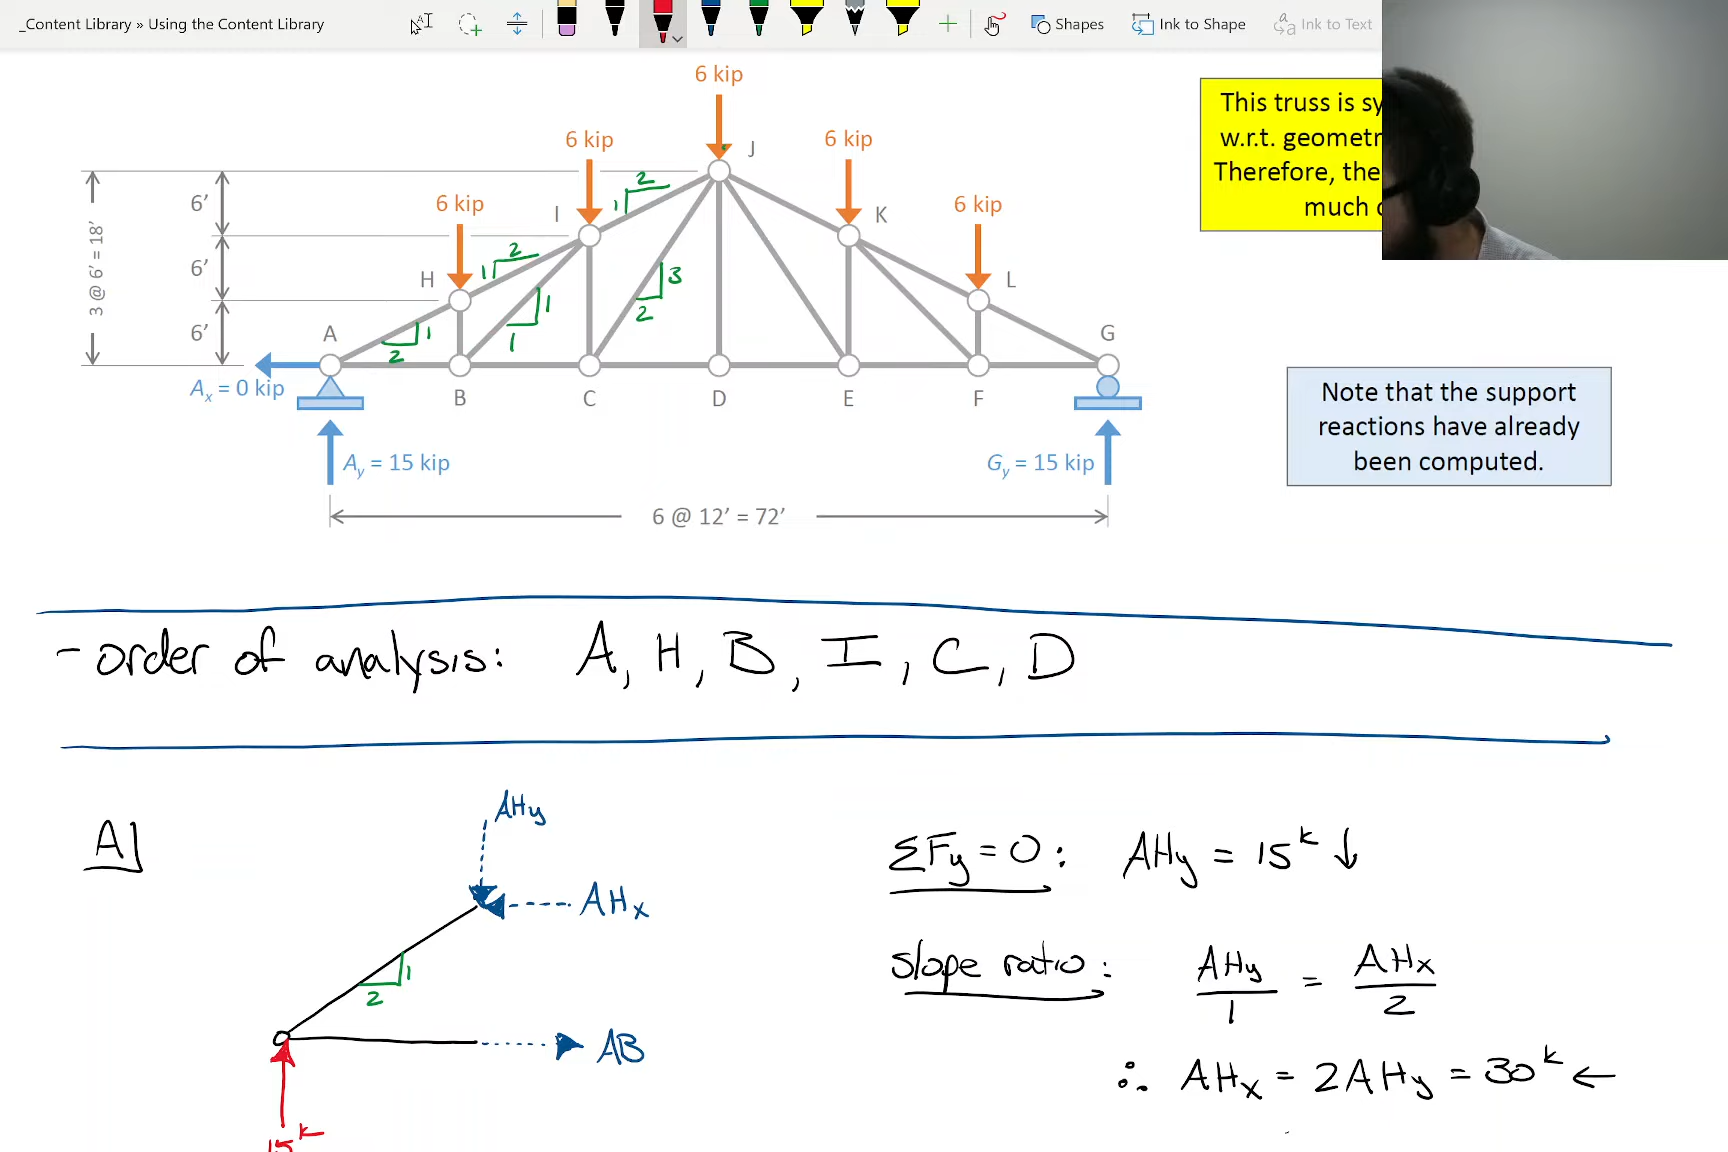 _Content Library » Using the Content Library
Shapes
Ink to Shape
Ink to Text
6 kip
6 kip
6 kip
6 kip
6 kip
This truss is
w.r.t.
Therefore, the
much
J
I
K
H
L
A
G
1 2
1 2
2 1
1 1
2 3
3 @ 6' = 18'
6'
6'
6'
Ax = 0 kip
B C D E F
Ay = 15 kip
Gy = 15 kip
6 @ 12' = 72'
Note that the support
reactions have already
been computed.
- order of analysis: A, H, B, I, C, D
A]
AHy
AHx
2 1
AB
15k
ΣFy = 0: AHy = 15k ↓
slope ratio: AHy/1 = AHx/2
∴ AHx = 2AHy = 30k ←